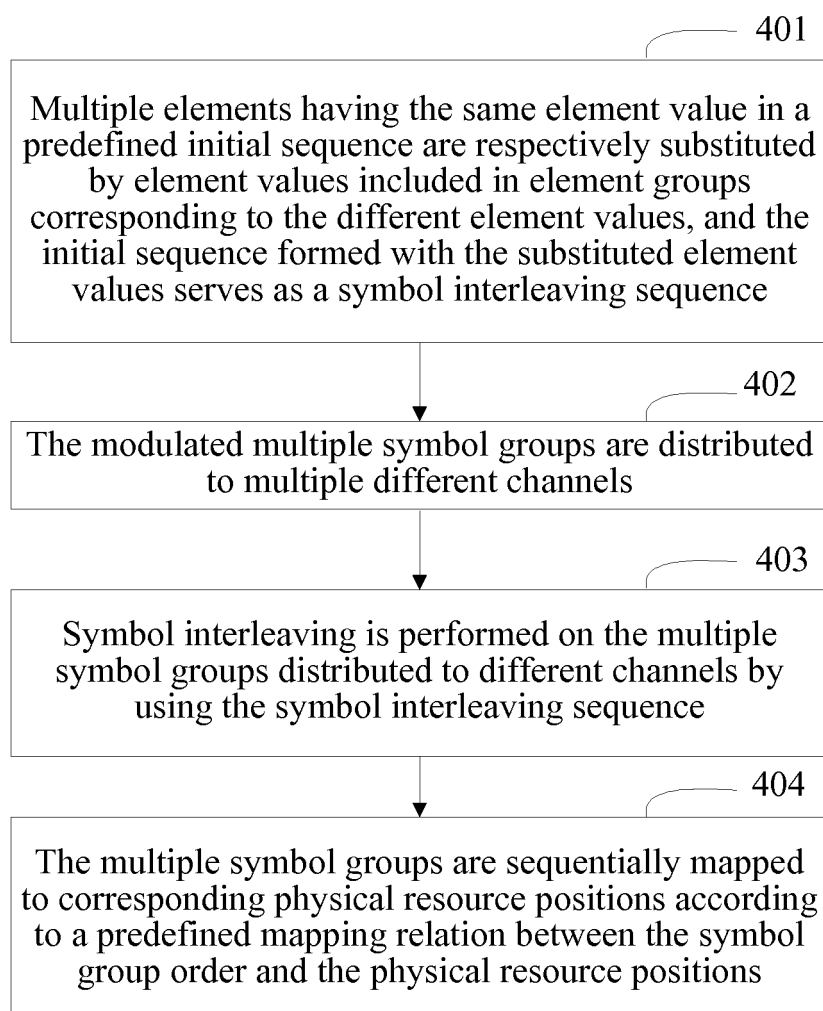 401
Multiple elements having the same element value in a
predefined initial sequence are respectively substituted
by element values included in element groups
corresponding to the different element values, and the
initial sequence formed with the substituted element
values serves as a symbol interleaving sequence
402
The modulated multiple symbol groups are distributed
to multiple different channels
403
Symbol interleaving is performed on the multiple
symbol groups distributed to different channels by
using the symbol interleaving sequence
404
The multiple symbol groups are sequentially mapped
to corresponding physical resource positions according
to a predefined mapping relation between the symbol
group order and the physical resource positions